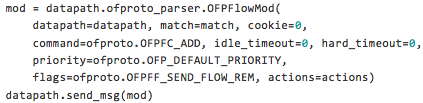 mod = datapath.ofproto_parser.OFPFlowMod(
datapath=datapath, match=match, cookie=0,
command=ofproto.OFPFC_ADD, idle_timeout=0, hard_timeout=0,
priority=ofproto.OFP_DEFAULT_PRIORITY,
flags=ofproto.OFPFF_SEND_FLOW_REM, actions=actions)
datapath.send_msg(mod)